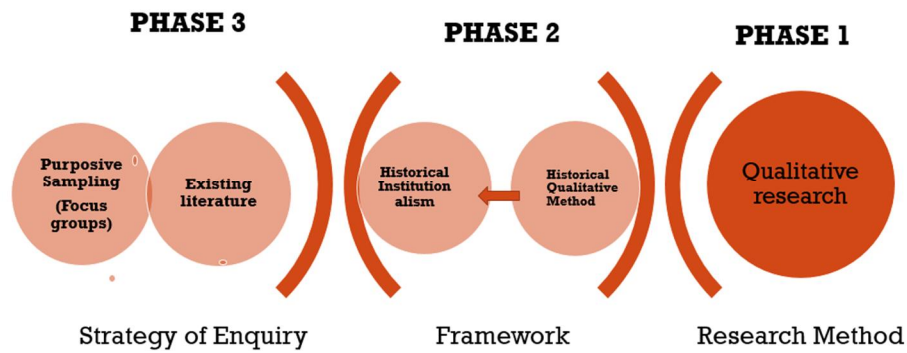 PHASE 3
PHASE 2
PHASE 1
Purposive
Sampling
(Focus
groups)
Existing
literature
Historical
Institution
alism
Historical
Qualitative
Method
Qualitative
research
Strategy of Enquiry
Framework
Research Method